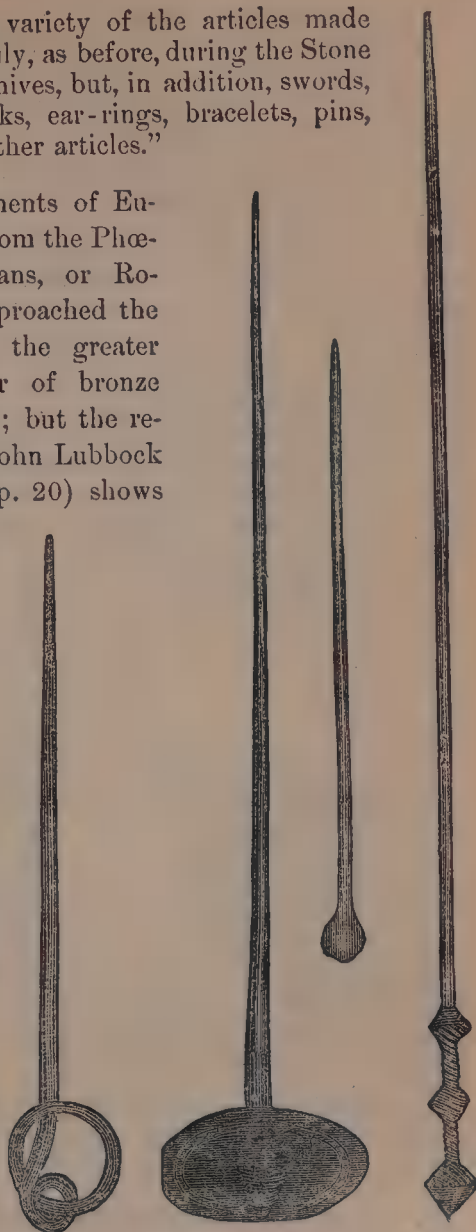 variety of the articles made
ly, as before, during the Stone
nives, but, in addition, swords,
ks, ear-rings, bracelets, pins,
ther articles.”
nents of Eu-
om the Phœ-
ans, or Ro-
proached the
the greater
r of bronze
; but the re-
ohn Lubbock
p. 20) shows